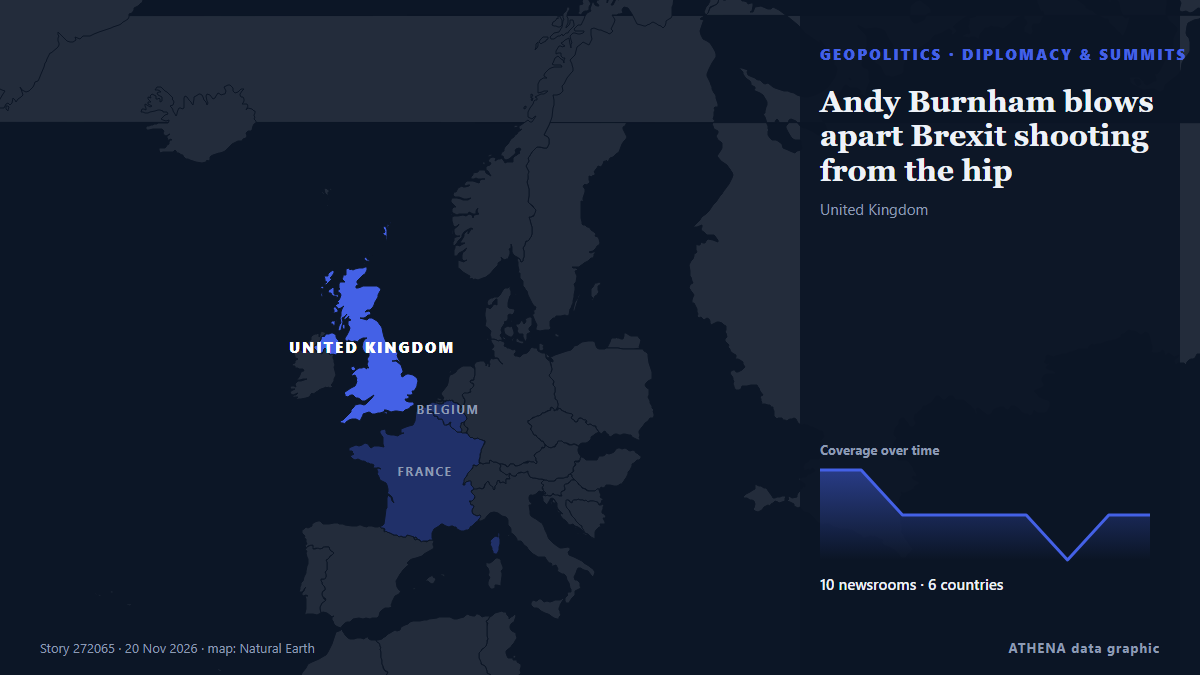 GEOPOLITICS · DIPLOMACY & SUMMITS
Andy Burnham blows
apart Brexit shooting
from the hip
United Kingdom
UNITED KINGDOM
BELGIUM
FRANCE
Coverage over time
10 newsrooms · 6 countries
Story 272065 · 20 Nov 2026 · map: Natural Earth
ATHENA data graphic